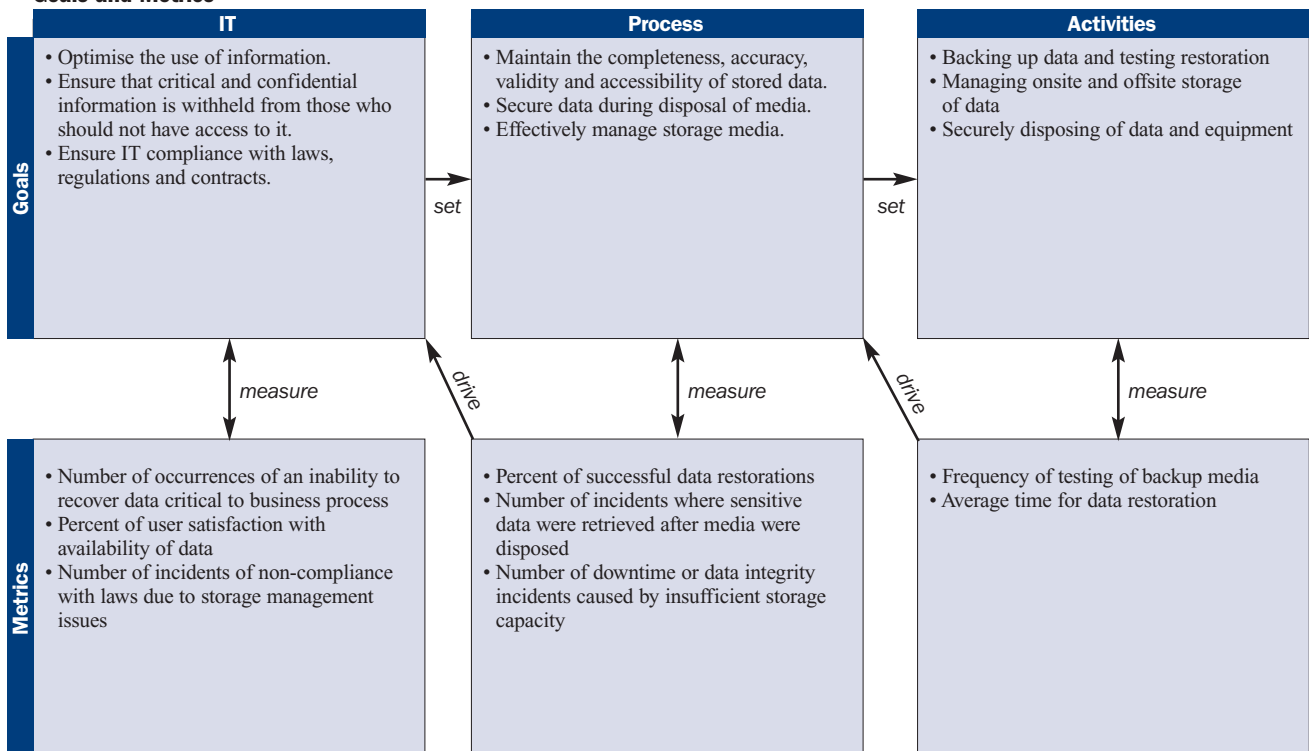 Goals and Metrics
IT
Process
Activities
Goals
• Optimise the use of information.
• Ensure that critical and confidential
information is withheld from those who
should not have access to it.
• Ensure IT compliance with laws,
regulations and contracts.
set
• Maintain the completeness, accuracy,
validity and accessibility of stored data.
• Secure data during disposal of media.
• Effectively manage storage media.
set
• Backing up data and testing restoration
• Managing onsite and offsite storage
of data
• Securely disposing of data and equipment
measure
drive
measure
drive
measure
Metrics
• Number of occurrences of an inability to
recover data critical to business process
• Percent of user satisfaction with
availability of data
• Number of incidents of non-compliance
with laws due to storage management
issues
• Percent of successful data restorations
• Number of incidents where sensitive
data were retrieved after media were
disposed
• Number of downtime or data integrity
incidents caused by insufficient storage
capacity
• Frequency of testing of backup media
• Average time for data restoration